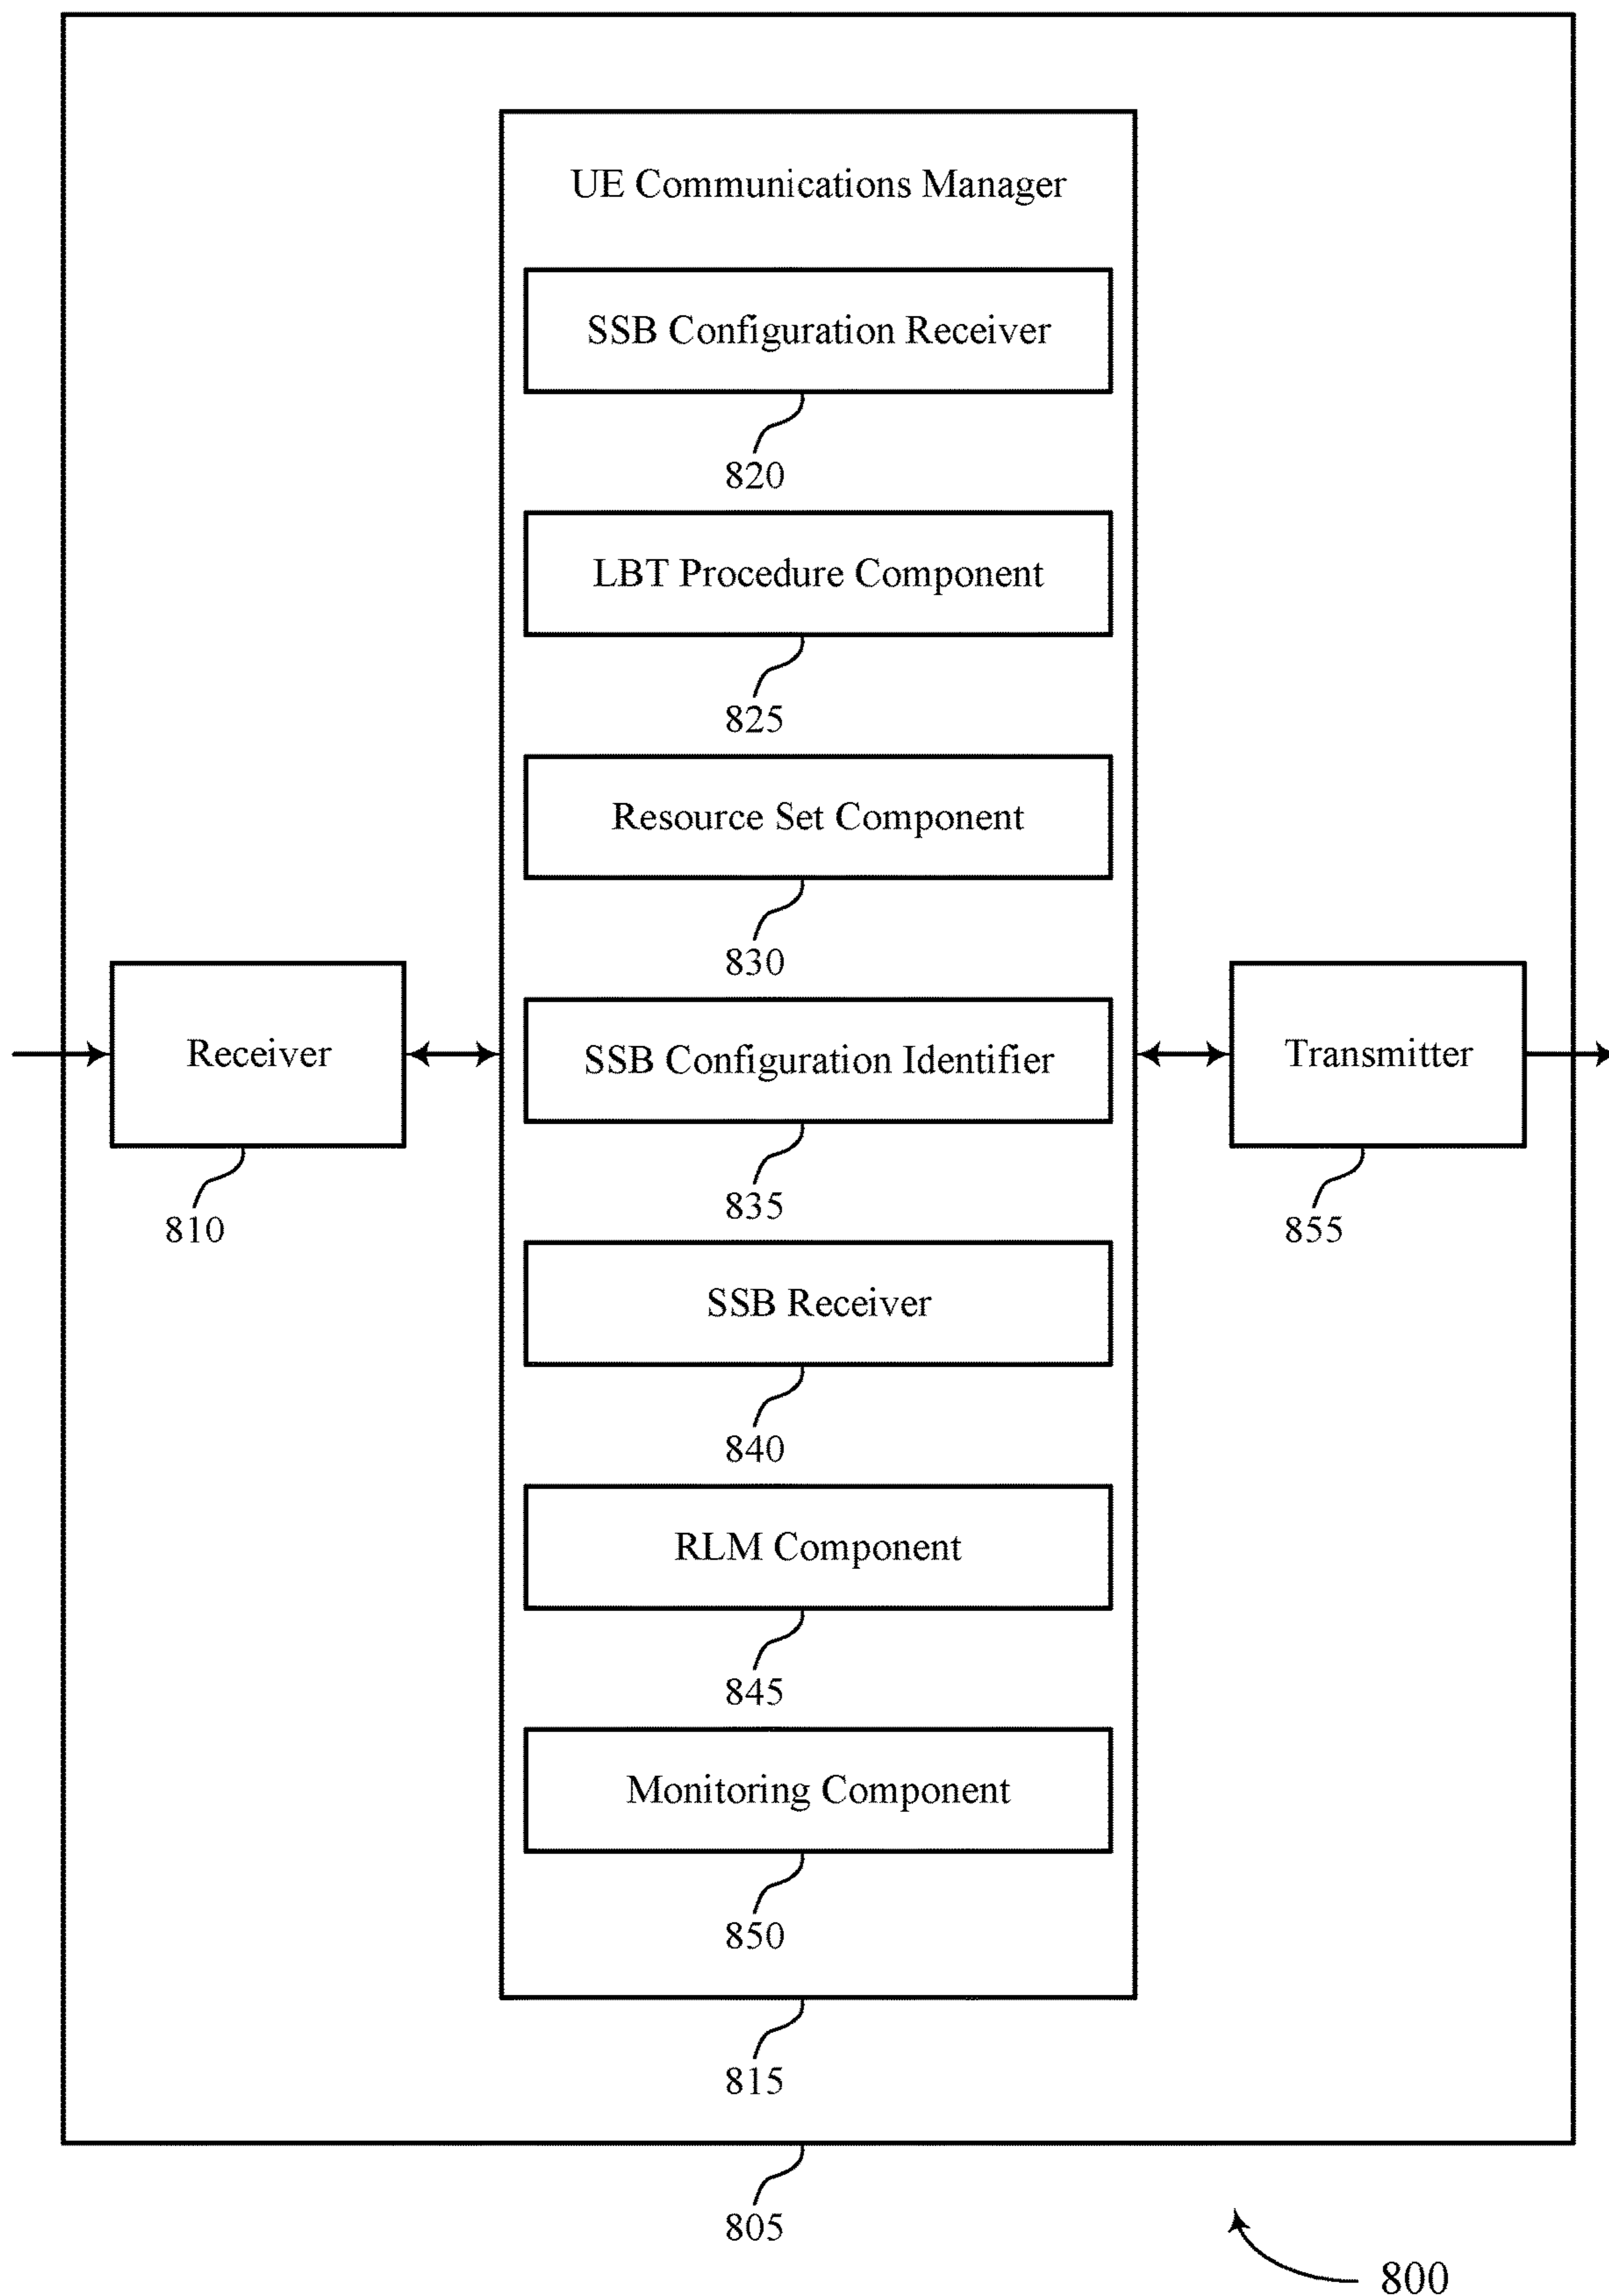 UE Communications Manager
SSB Configuration Receiver
820
LBT Procedure Component
825
Resource Set Component
830
Receiver
810
SSB Configuration Identifier
835
Transmitter
855
SSB Receiver
840
RLM Component
845
Monitoring Component
850
815
805
800